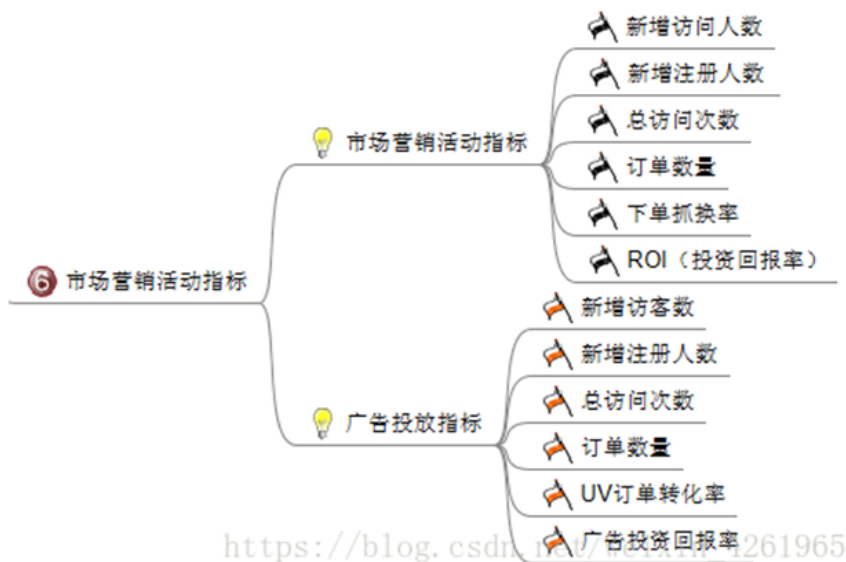 6 市场营销活动指标
市场营销活动指标
新增访问人数
新增注册人数
总访问次数
订单数量
下单抓换率
ROI（投资回报率）
广告投放指标
新增访客数
新增注册人数
总访问次数
订单数量
UV订单转化率
广告投资回报率
https://blog.csdn.net/
4261965